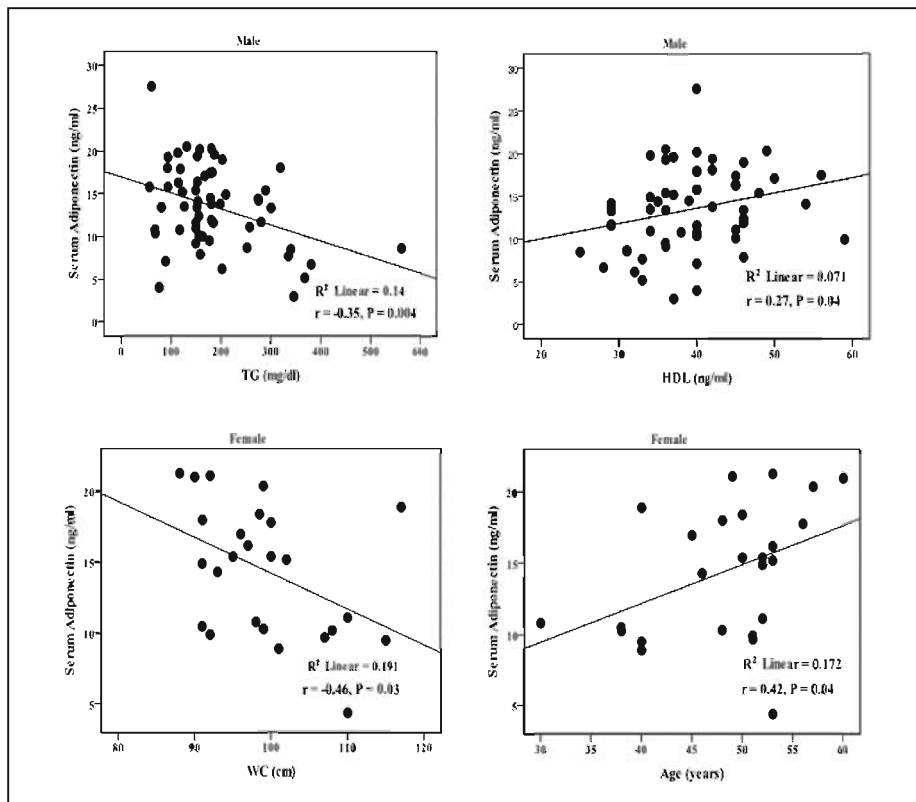 Male
Serum Adiponectin (ng/ml)
30
25
20
15
10
5
0
R² Linear = 0.14
r = -0.35, P = 0.004
0 100 200 300 400 500 600
TG (mg/dl)
Male
Serum Adiponectin (ng/ml)
30
25
20
15
10
5
0
R² Linear = 0.071
r = 0.27, P = 0.04
20 30 40 50 60
HDL (ng/ml)
Female
Serum Adiponectin (ng/ml)
20
15
10
5
R² Linear = 0.191
r = -0.46, P = 0.03
80 90 100 110 120
WC (cm)
Female
Serum Adiponectin (ng/ml)
20
15
10
5
R² Linear = 0.172
r = 0.42, P = 0.04
30 35 40 45 50 55 60
Age (years)